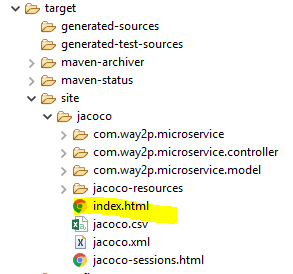 target
generated-sources
generated-test-sources
maven-archiver
maven-status
site
jacoco
com.way2p.microservice
com.way2p.microservice.controller
com.way2p.microservice.model
jacoco-resources
index.html
jacoco.csv
jacoco.xml
jacoco-sessions.html